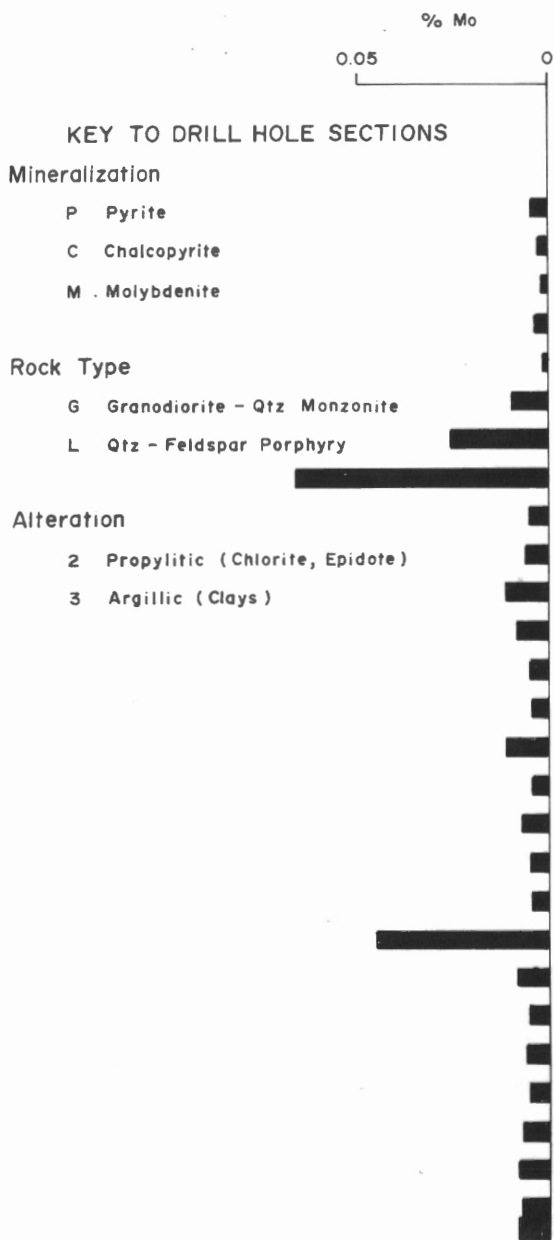 % Mo
0.05 0
KEY TO DRILL HOLE SECTIONS
Mineralization
P Pyrite
C Chalcopyrite
M . Molybdenite
Rock Type
G Granodiorite - Qtz Monzonite
L Qtz - Feldspar Porphyry
Alteration
2 Propylitic (Chlorite, Epidote)
3 Argillic (Clays)